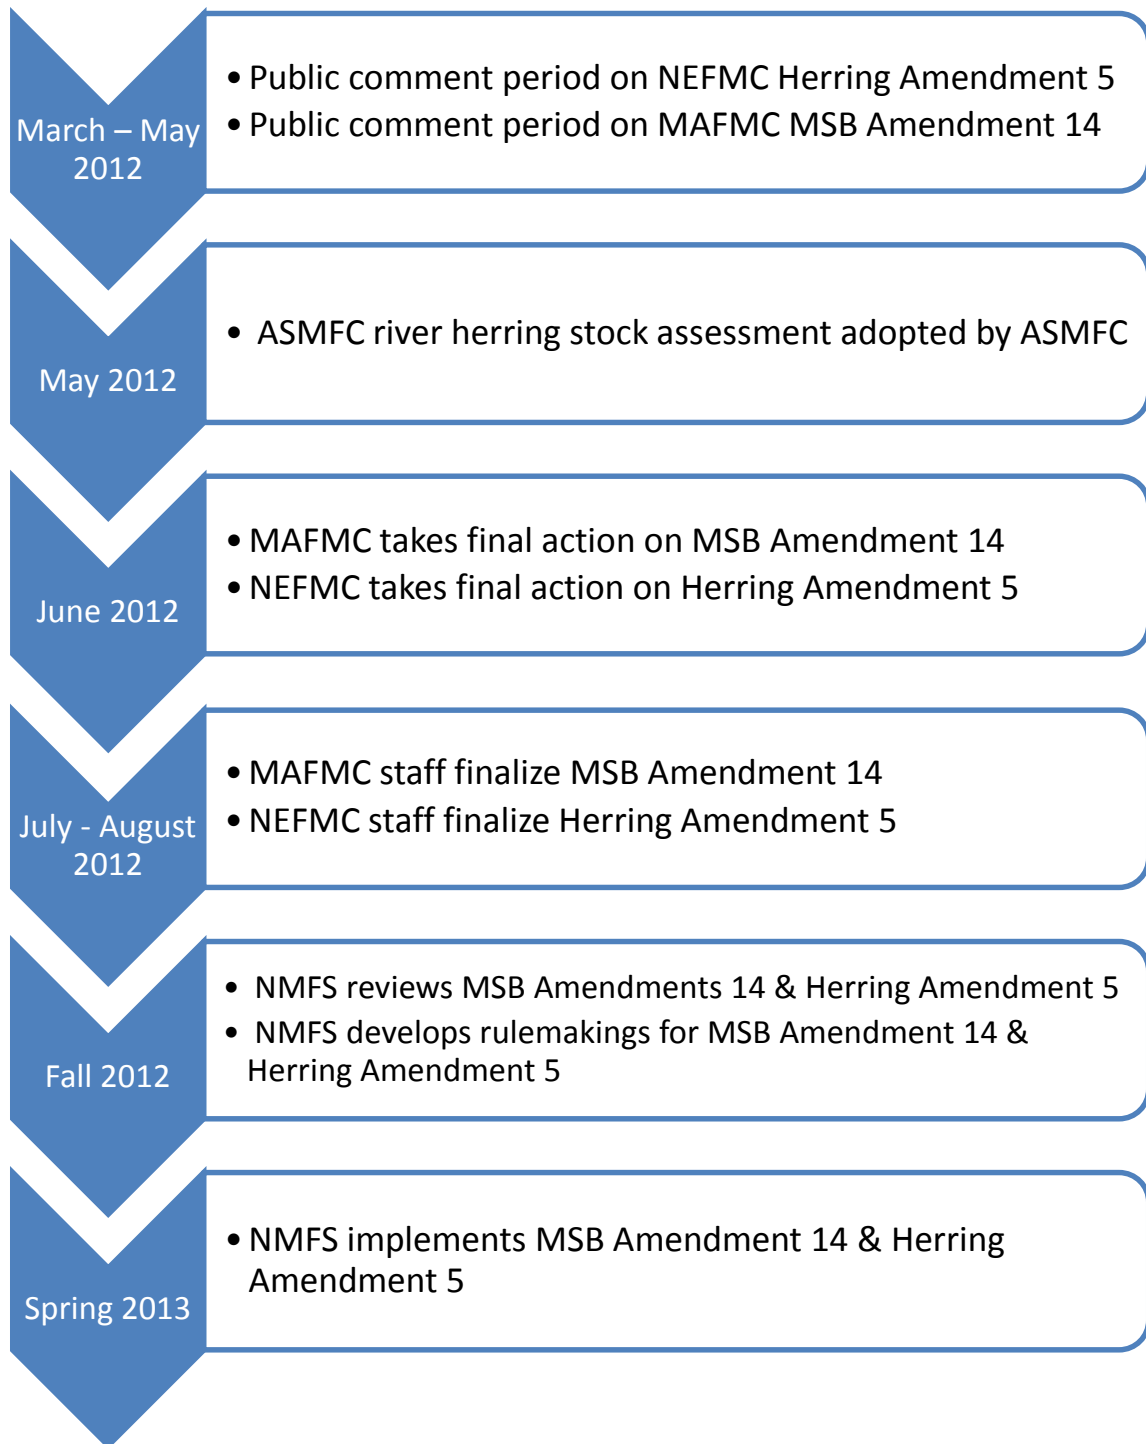 March – May
2012
• Public comment period on NEFMC Herring Amendment 5
• Public comment period on MAFMC MSB Amendment 14
May 2012
• ASMFC river herring stock assessment adopted by ASMFC
June 2012
• MAFMC takes final action on MSB Amendment 14
• NEFMC takes final action on Herring Amendment 5
July - August
2012
• MAFMC staff finalize MSB Amendment 14
• NEFMC staff finalize Herring Amendment 5
Fall 2012
• NMFS reviews MSB Amendments 14 & Herring Amendment 5
• NMFS develops rulemakings for MSB Amendment 14 &
Herring Amendment 5
Spring 2013
• NMFS implements MSB Amendment 14 & Herring
Amendment 5